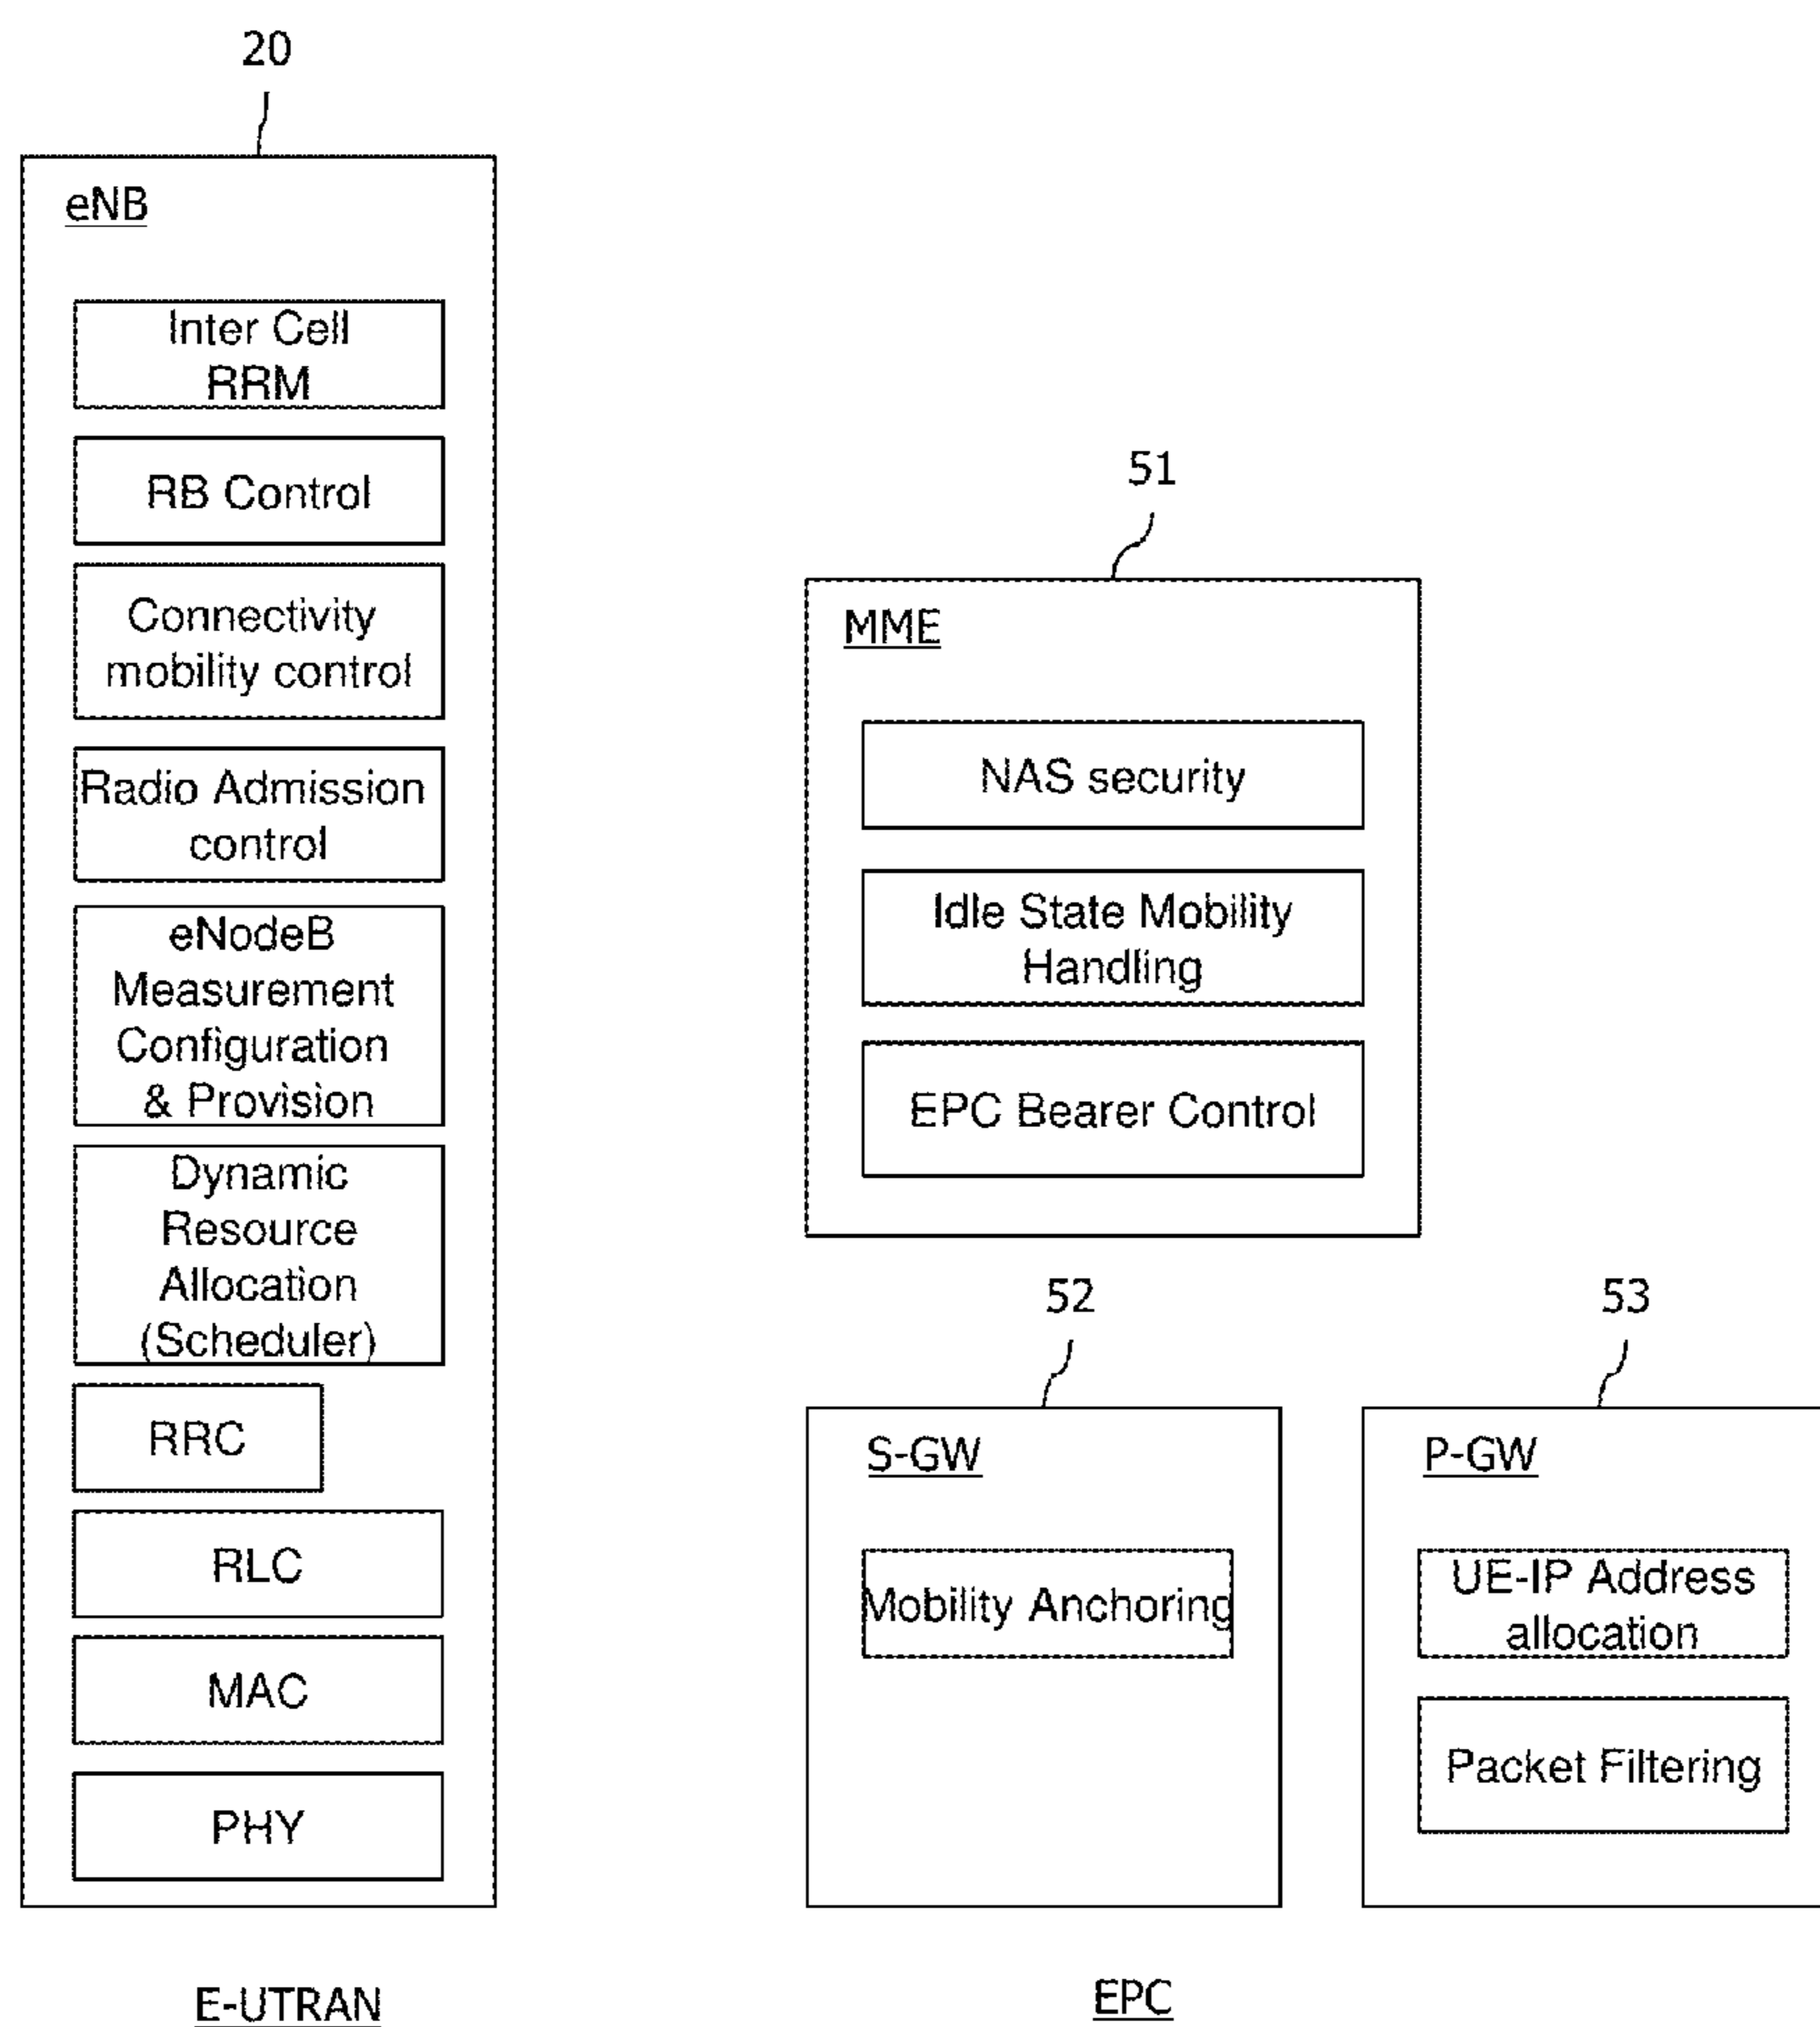 20
eNB
Inter Cell
RRM
RB Control
Connectivity
mobility control
Radio Admission
control
eNodeB
Measurement
Configuration
& Provision
Dynamic
Resource
Allocation
(Scheduler)
RRC
RLC
MAC
PHY
E-UTRAN
51
MME
NAS security
Idle State Mobility
Handling
EPC Bearer Control
52
S-GW
Mobility Anchoring
53
P-GW
UE-IP Address
allocation
Packet Filtering
EPC